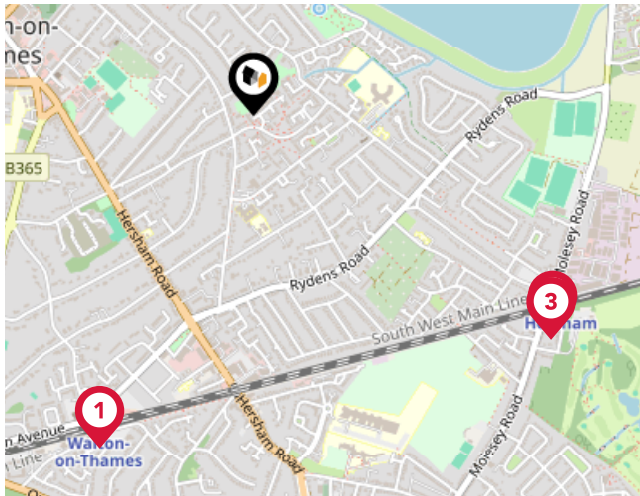 n-on-
mes
B365
Rydens Road
Hersham Road
Molesey Road
Rydens Road
3
South West Main Line
1
n Avenue
Walton-
on-Thames
n Line
Hersham Road
Molesey Road